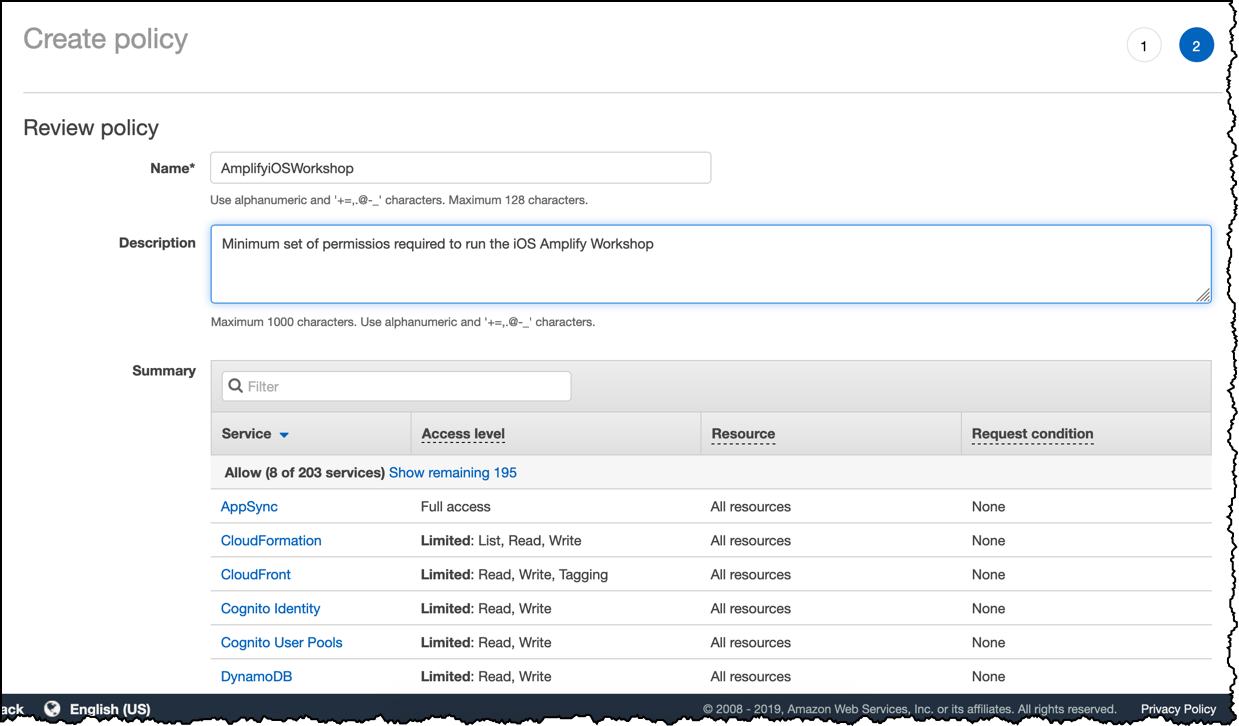 Create policy
1
2
Review policy
Name* AmplifyiOSWorkshop
Use alphanumeric and '+=,.@-_' characters. Maximum 128 characters.
Description Minimum set of permissios required to run the iOS Amplify Workshop
Maximum 1000 characters. Use alphanumeric and '+=,.@-_' characters.
Summary
Filter
Service Access level Resource Request condition
Allow (8 of 203 services) Show remaining 195
AppSync Full access All resources None
CloudFormation Limited: List, Read, Write All resources None
CloudFront Limited: Read, Write, Tagging All resources None
Cognito Identity Limited: Read, Write All resources None
Cognito User Pools Limited: Read, Write All resources None
DynamoDB Limited: Read, Write All resources None
ack English (US) © 2008 - 2019, Amazon Web Services, Inc. or its affiliates. All rights reserved. Privacy Policy